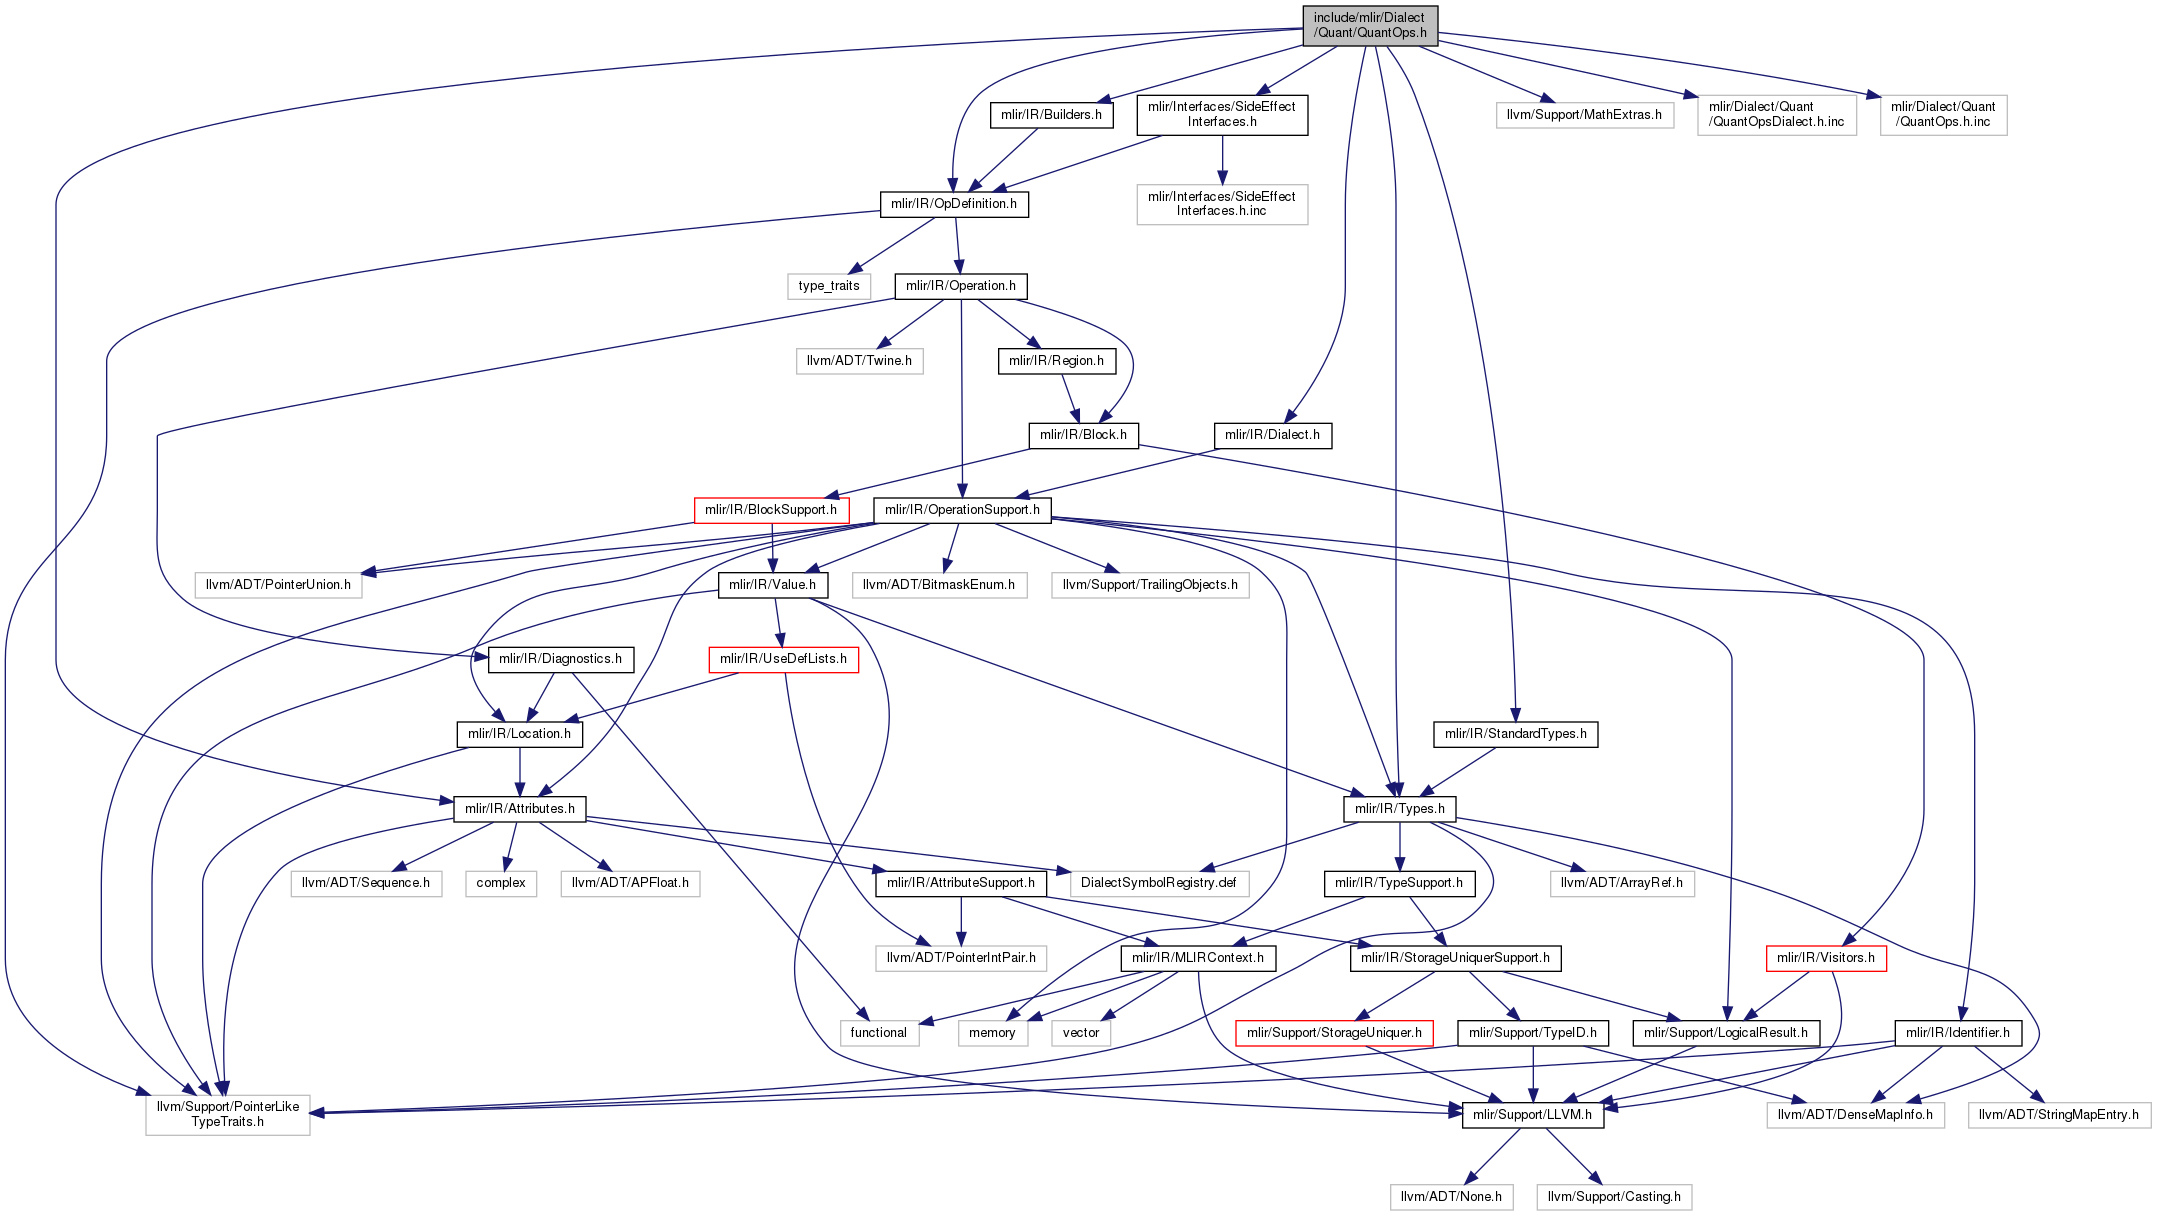 include/mlir/Dialect
/Quant/QuantOps.h
mlir/IR/Builders.h
mlir/Interfaces/SideEffect
Interfaces.h
llvm/Support/MathExtras.h
mlir/Dialect/Quant
/QuantOpsDialect.h.inc
mlir/Dialect/Quant
/QuantOps.h.inc
mlir/IR/OpDefinition.h
mlir/Interfaces/SideEffect
Interfaces.h.inc
type_traits
mlir/IR/Operation.h
llvm/ADT/Twine.h
mlir/IR/Region.h
mlir/IR/Block.h
mlir/IR/Dialect.h
mlir/IR/BlockSupport.h
mlir/IR/OperationSupport.h
llvm/ADT/PointerUnion.h
mlir/IR/Value.h
llvm/ADT/BitmaskEnum.h
llvm/Support/TrailingObjects.h
mlir/IR/Diagnostics.h
mlir/IR/UseDefLists.h
mlir/IR/Location.h
mlir/IR/StandardTypes.h
mlir/IR/Attributes.h
mlir/IR/Types.h
llvm/ADT/Sequence.h
complex
llvm/ADT/APFloat.h
mlir/IR/AttributeSupport.h
DialectSymbolRegistry.def
mlir/IR/TypeSupport.h
llvm/ADT/ArrayRef.h
llvm/ADT/PointerIntPair.h
mlir/IR/MLIRContext.h
mlir/IR/StorageUniquerSupport.h
mlir/IR/Visitors.h
functional
memory
vector
mlir/Support/StorageUniquer.h
mlir/Support/TypeID.h
mlir/Support/LogicalResult.h
mlir/IR/Identifier.h
llvm/Support/PointerLike
TypeTraits.h
mlir/Support/LLVM.h
llvm/ADT/DenseMapInfo.h
llvm/ADT/StringMapEntry.h
llvm/ADT/None.h
llvm/Support/Casting.h